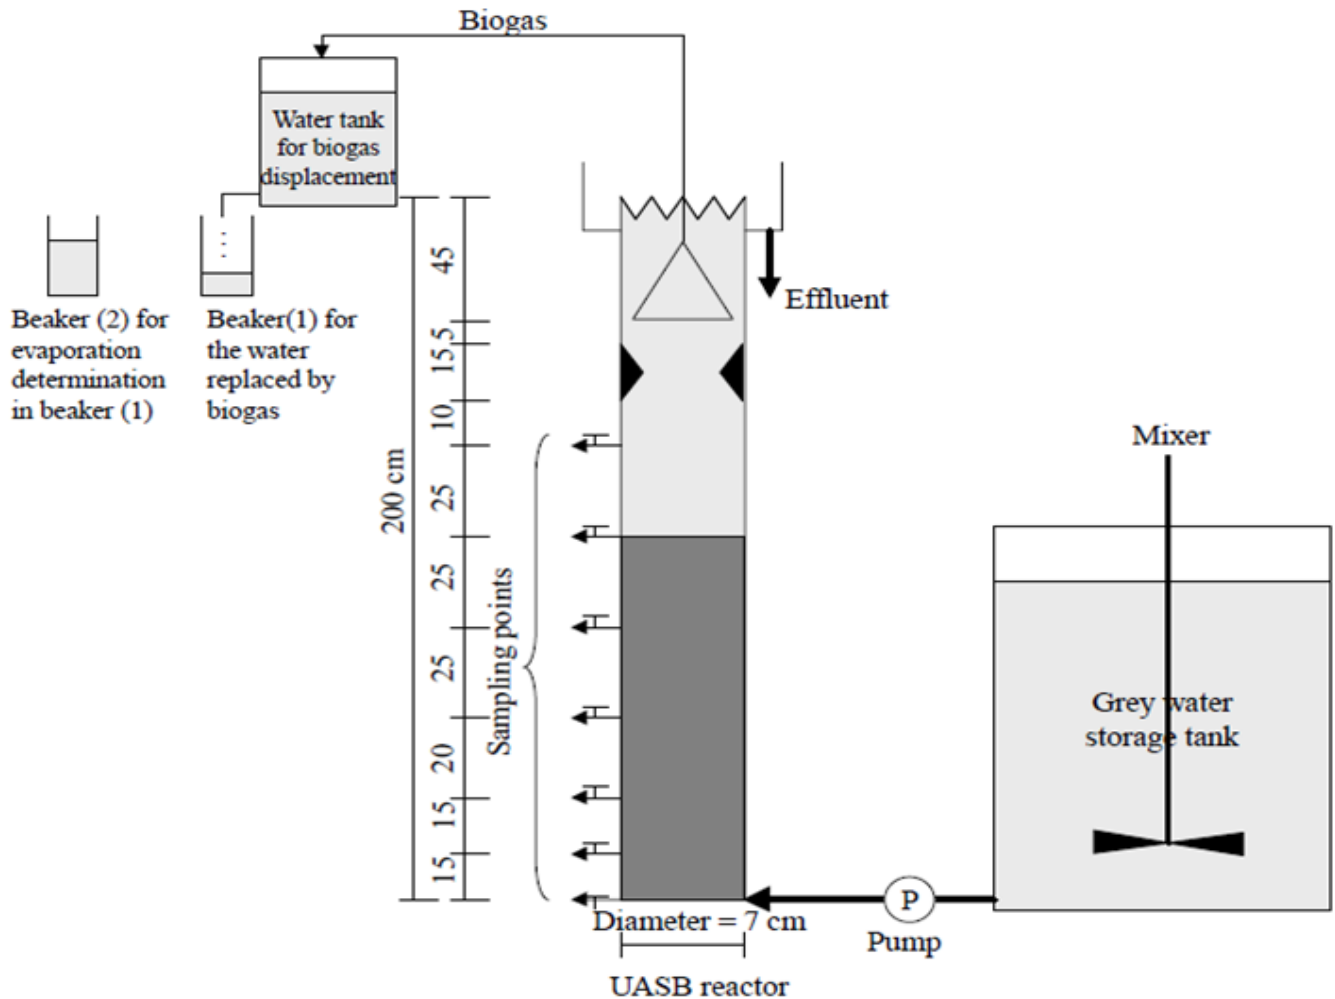 Biogas
Water tank
for biogas
displacement
Beaker (2) for
evaporation
determination
in beaker (1)
Beaker(1) for
the water
replaced by
biogas
200 cm
45
15.5
10
25
25
25
20
15
15
Sampling points
Effluent
Diameter = 7 cm
UASB reactor
P
Pump
Mixer
Grey water
storage tank